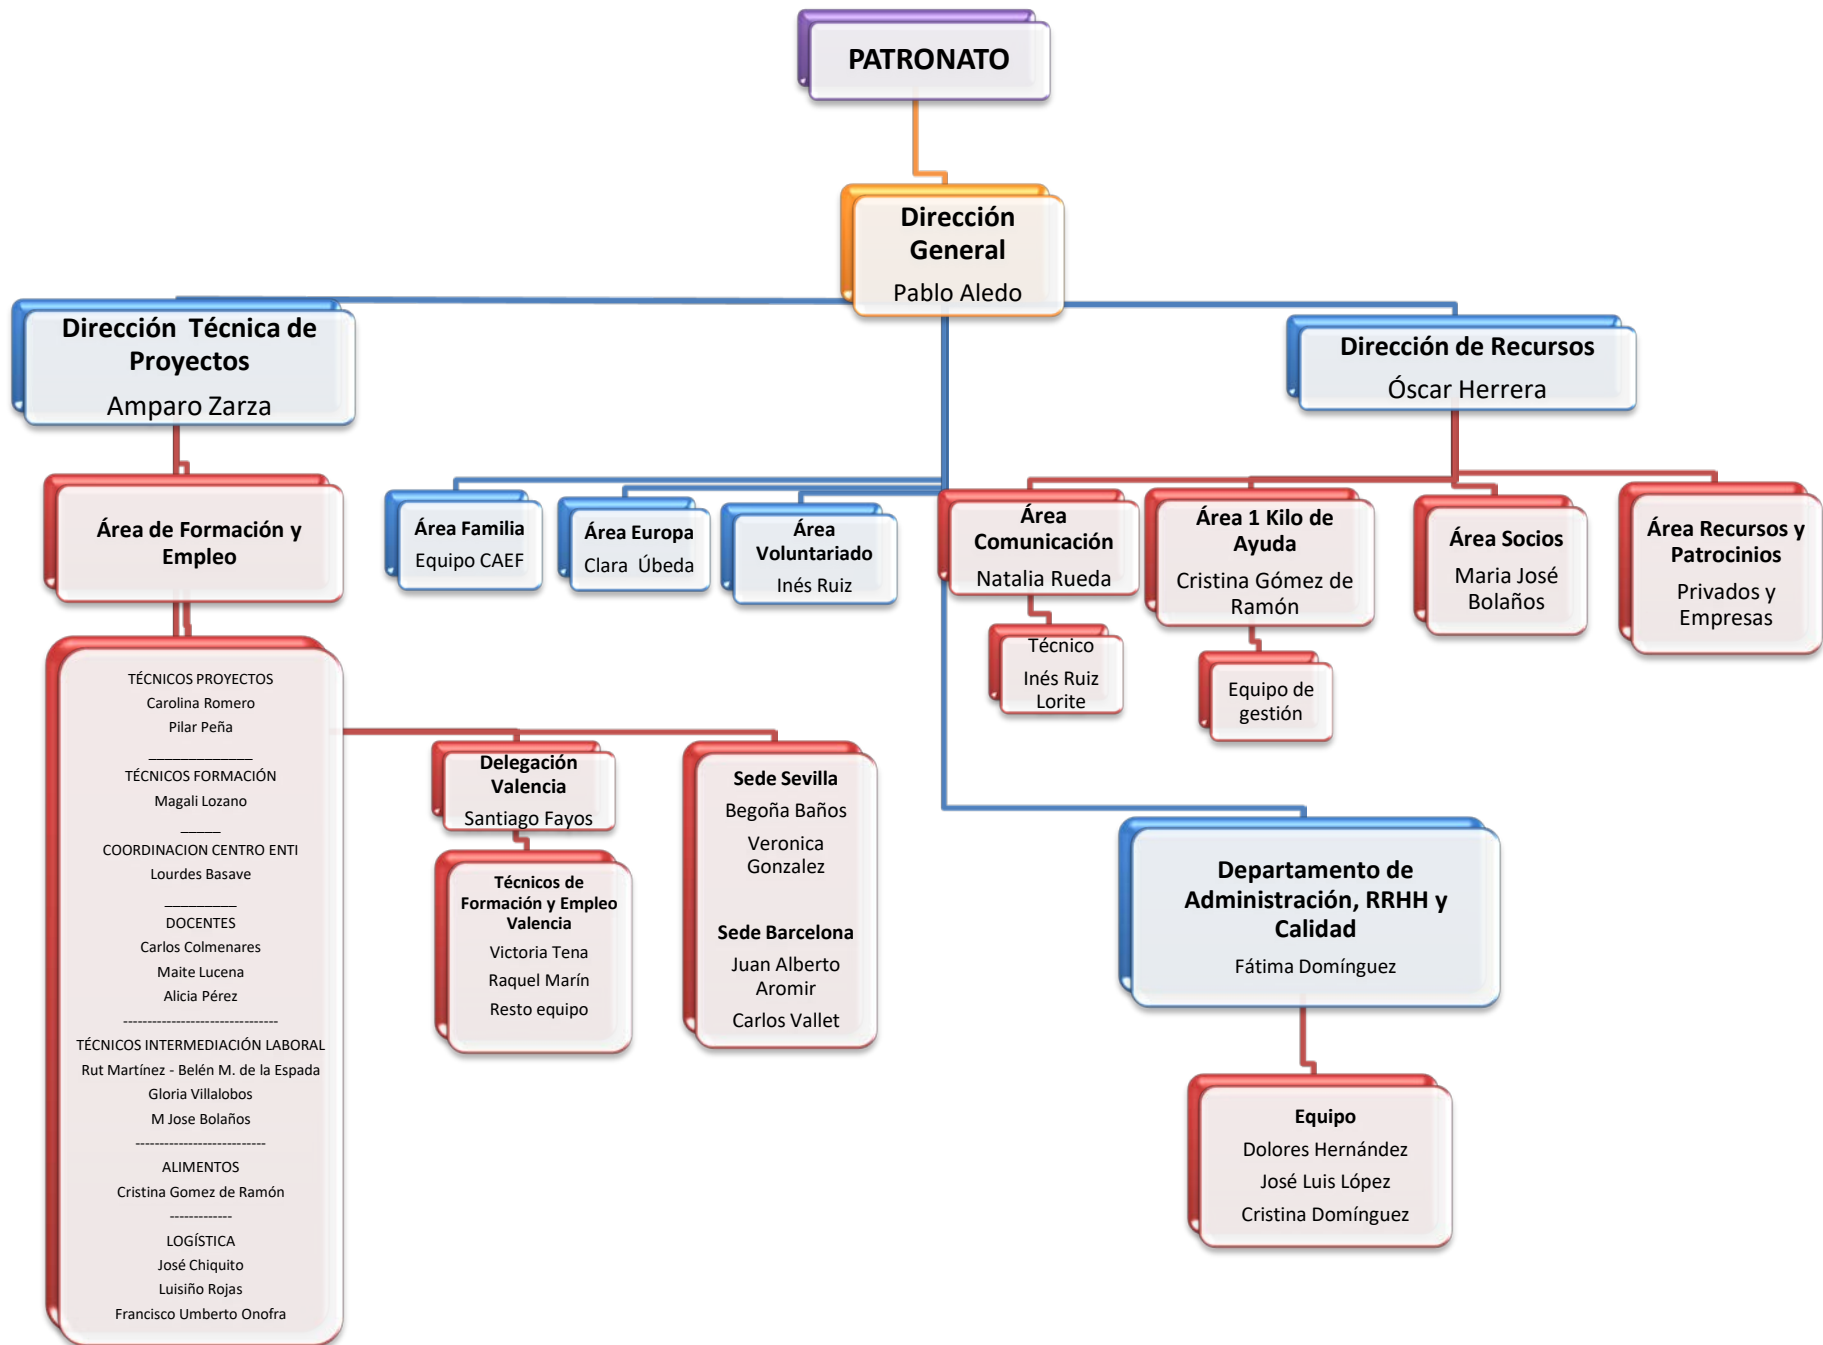 PATRONATO
Dirección
General
Pablo Aledo
Dirección Técnica de
Proyectos
Amparo Zarza
Dirección de Recursos
Óscar Herrera
Área de Formación y
Empleo
Área Familia
Equipo CAEF
Área Europa
Clara Úbeda
Área
Voluntariado
Inés Ruiz
Área
Comunicación
Natalia Rueda
Área 1 Kilo de
Ayuda
Cristina Gómez de
Ramón
Área Socios
Maria José
Bolaños
Área Recursos y
Patrocinios
Privados y
Empresas
Técnico
Inés Ruiz
Lorite
Equipo de
gestión
TÉCNICOS PROYECTOS
Carolina Romero
Pilar Peña
_____________
TÉCNICOS FORMACIÓN
Magali Lozano
_____
COORDINACION CENTRO ENTI
Lourdes Basave
_________
DOCENTES
Carlos Colmenares
Maite Lucena
Alicia Pérez
--------------------------------
TÉCNICOS INTERMEDIACIÓN LABORAL
Rut Martínez - Belén M. de la Espada
Gloria Villalobos
M Jose Bolaños
---------------------------
ALIMENTOS
Cristina Gomez de Ramón
-------------
LOGÍSTICA
José Chiquito
Luisiño Rojas
Francisco Umberto Onofra
Delegación
Valencia
Santiago Fayos
Técnicos de
Formación y Empleo
Valencia
Victoria Tena
Raquel Marín
Resto equipo
Sede Sevilla
Begoña Baños
Veronica
Gonzalez
Sede Barcelona
Juan Alberto
Aromir
Carlos Vallet
Departamento de
Administración, RRHH y
Calidad
Fátima Domínguez
Equipo
Dolores Hernández
José Luis López
Cristina Domínguez